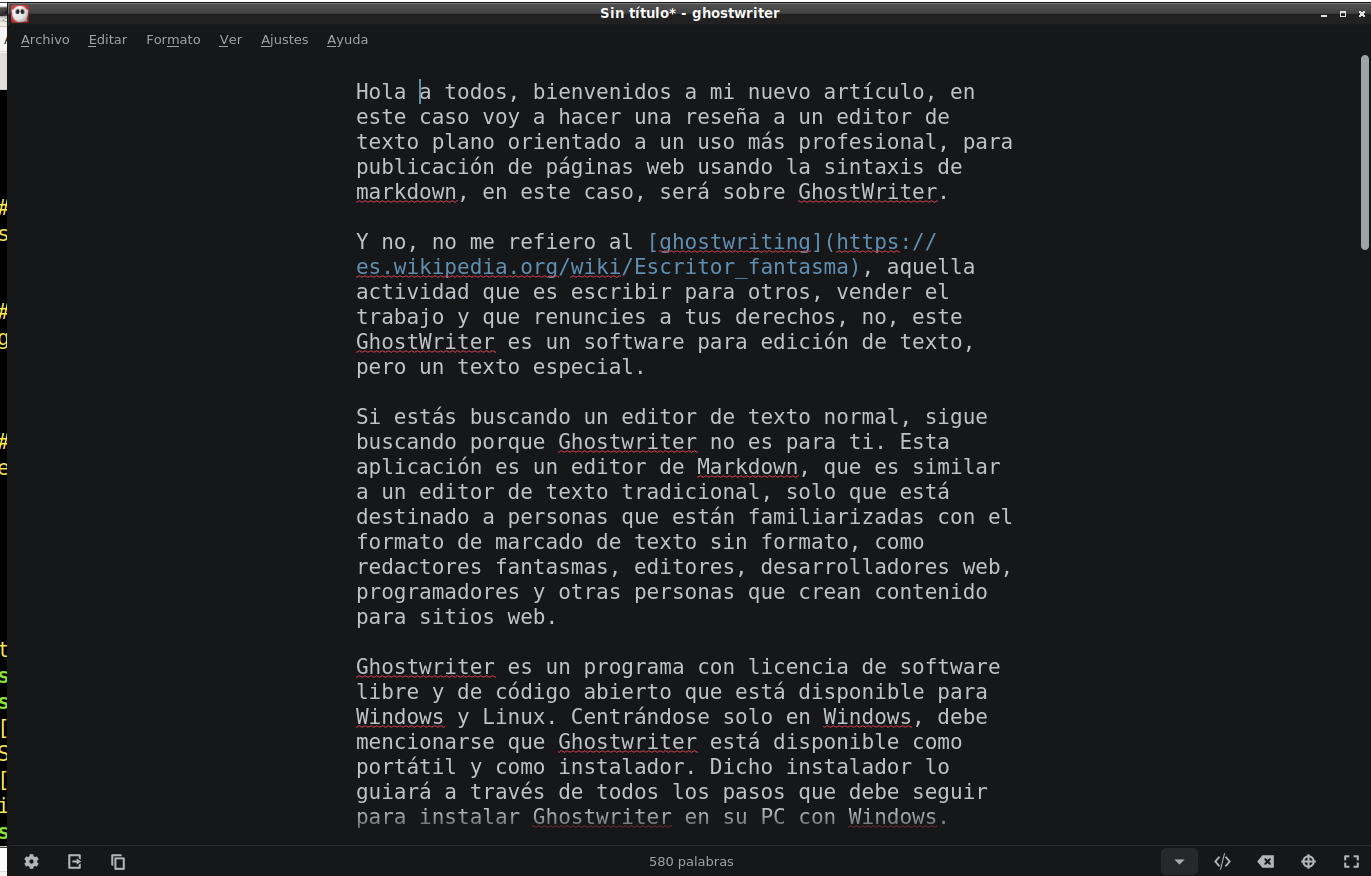 Sin título* - ghostwriter
Archivo Editar Formato Ver Ajustes Ayuda
Hola a todos, bienvenidos a mi nuevo artículo, en
este caso voy a hacer una reseña a un editor de
texto plano orientado a un uso más profesional, para
publicación de páginas web usando la sintaxis de
markdown, en este caso, será sobre GhostWriter.
Y no, no me refiero al [ghostwriting](https://
es.wikipedia.org/wiki/Escritor_fantasma), aquella
actividad que es escribir para otros, vender el
trabajo y que renuncies a tus derechos, no, este
GhostWriter es un software para edición de texto,
pero un texto especial.
Si estás buscando un editor de texto normal, sigue
buscando porque Ghostwriter no es para ti. Esta
aplicación es un editor de Markdown, que es similar
a un editor de texto tradicional, solo que está
destinado a personas que están familiarizadas con el
formato de marcado de texto sin formato, como
redactores fantasmas, editores, desarrolladores web,
programadores y otras personas que crean contenido
para sitios web.
Ghostwriter es un programa con licencia de software
libre y de código abierto que está disponible para
Windows y Linux. Centrándose solo en Windows, debe
mencionarse que Ghostwriter está disponible como
portátil y como instalador. Dicho instalador lo
guiará a través de todos los pasos que debe seguir
para instalar Ghostwriter en su PC con Windows.
580 palabras